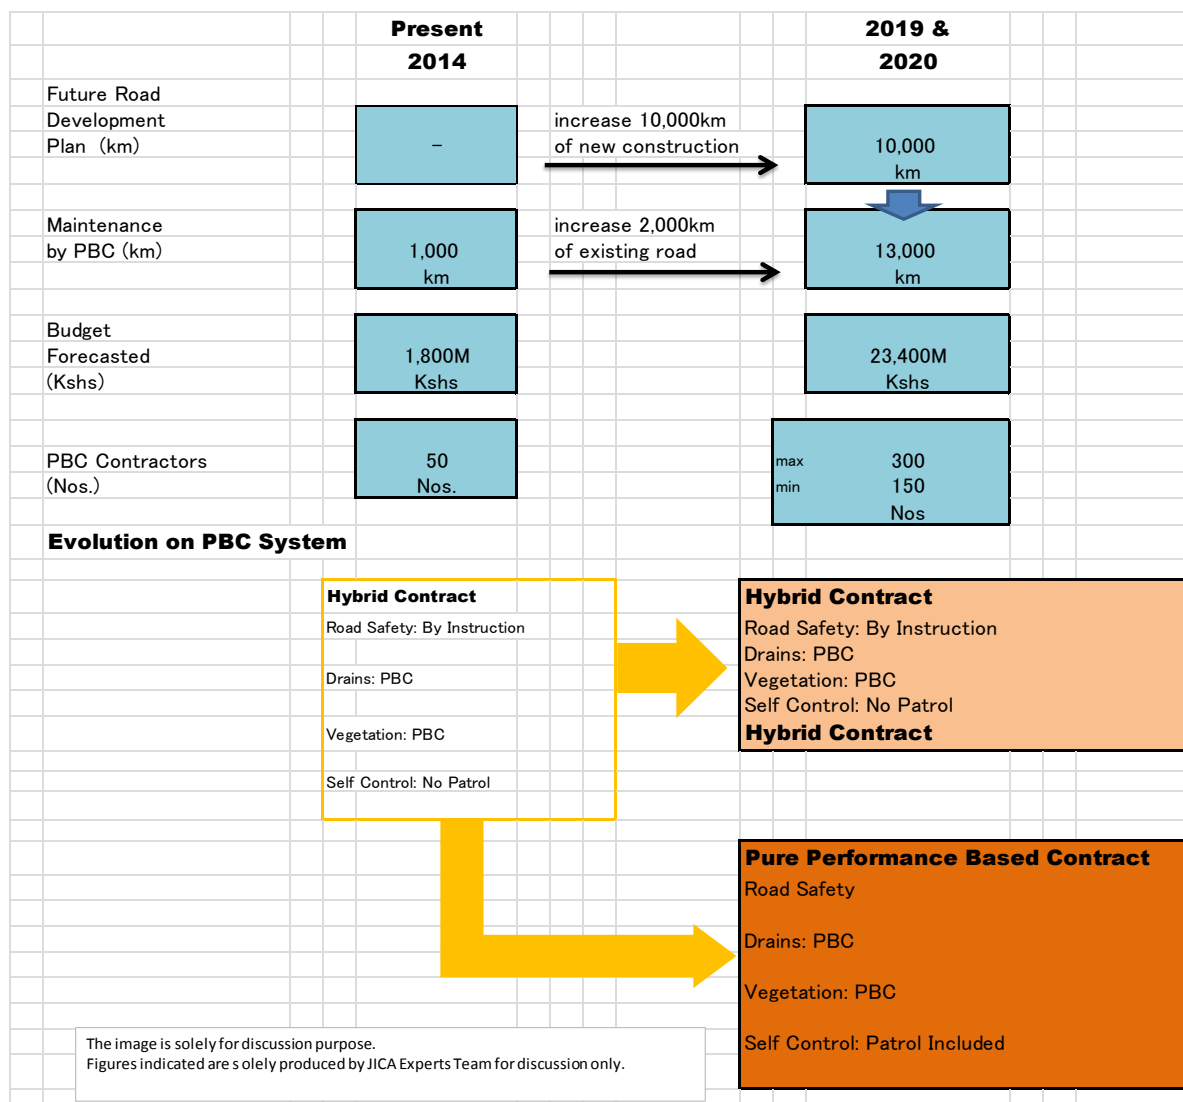 Present
2014
2019 &
2020
Future Road
Development
Plan (km)
－
increase 10,000km
of new construction
10,000
km
Maintenance
by PBC (km)
1,000
km
increase 2,000km
of existing road
13,000
km
Budget
Forecasted
(Kshs)
1,800M
Kshs
23,400M
Kshs
PBC Contractors
(Nos.)
50
Nos.
max 300
min 150
Nos
Evolution on PBC System
Hybrid Contract
Road Safety: By Instruction
Drains: PBC
Vegetation: PBC
Self Control: No Patrol
Hybrid Contract
Road Safety: By Instruction
Drains: PBC
Vegetation: PBC
Self Control: No Patrol
Hybrid Contract
Pure Performance Based Contract
Road Safety
Drains: PBC
Vegetation: PBC
Self Control: Patrol Included
The image is solely for discussion purpose.
Figures indicated are s olely produced by JICA Experts Team for discussion only.